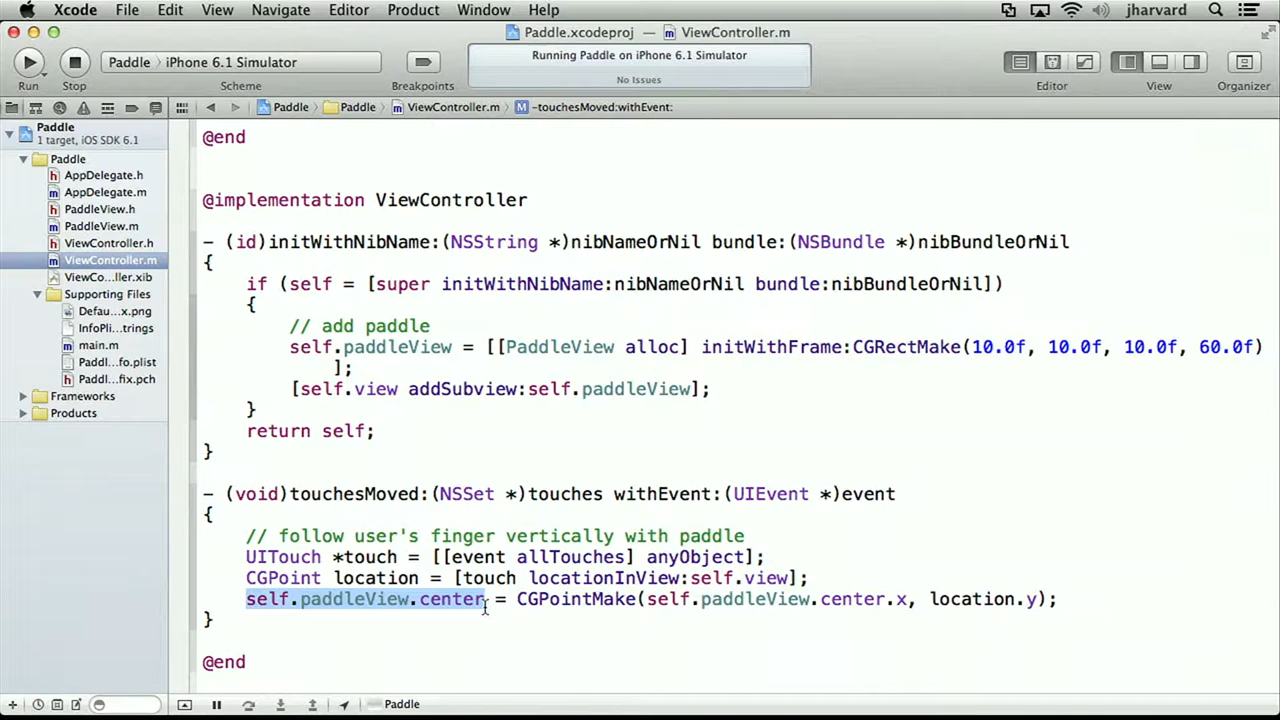 Xcode File Edit View Navigate Editor Product Window Help jharvard
Paddle.xcodeproj — ViewController.m
Paddle iPhone 6.1 Simulator
Running Paddle on iPhone 6.1 Simulator
No Issues
Run Stop Scheme Breakpoints Editor View Organizer
Paddle Paddle ViewController.m -touchesMoved:withEvent:
Paddle
1 target, iOS SDK 6.1
Paddle
AppDelegate.h
AppDelegate.m
PaddleView.h
PaddleView.m
ViewController.h
ViewController.m
ViewCo...ller.xib
Supporting Files
Defau...x.png
InfoPli...trings
main.m
Paddl...fo.plist
Paddl...fix.pch
Frameworks
Products
@end
@implementation ViewController
- (id)initWithNibName:(NSString *)nibNameOrNil bundle:(NSBundle *)nibBundleOrNil
{
if (self = [super initWithNibName:nibNameOrNil bundle:nibBundleOrNil])
{
// add paddle
self.paddleView = [[PaddleView alloc] initWithFrame:CGRectMake(10.0f, 10.0f, 10.0f, 60.0f)
];
[self.view addSubview:self.paddleView];
}
return self;
}
- (void)touchesMoved:(NSSet *)touches withEvent:(UIEvent *)event
{
// follow user's finger vertically with paddle
UITouch *touch = [[event allTouches] anyObject];
CGPoint location = [touch locationInView:self.view];
self.paddleView.center = CGPointMake(self.paddleView.center.x, location.y);
}
@end
Paddle